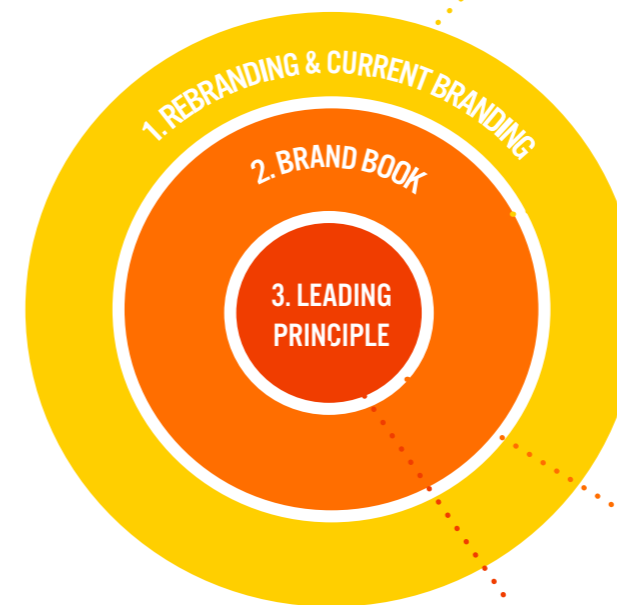 1. REBRANDING & CURRENT BRANDING
2. BRAND BOOK
3. LEADING
PRINCIPLE